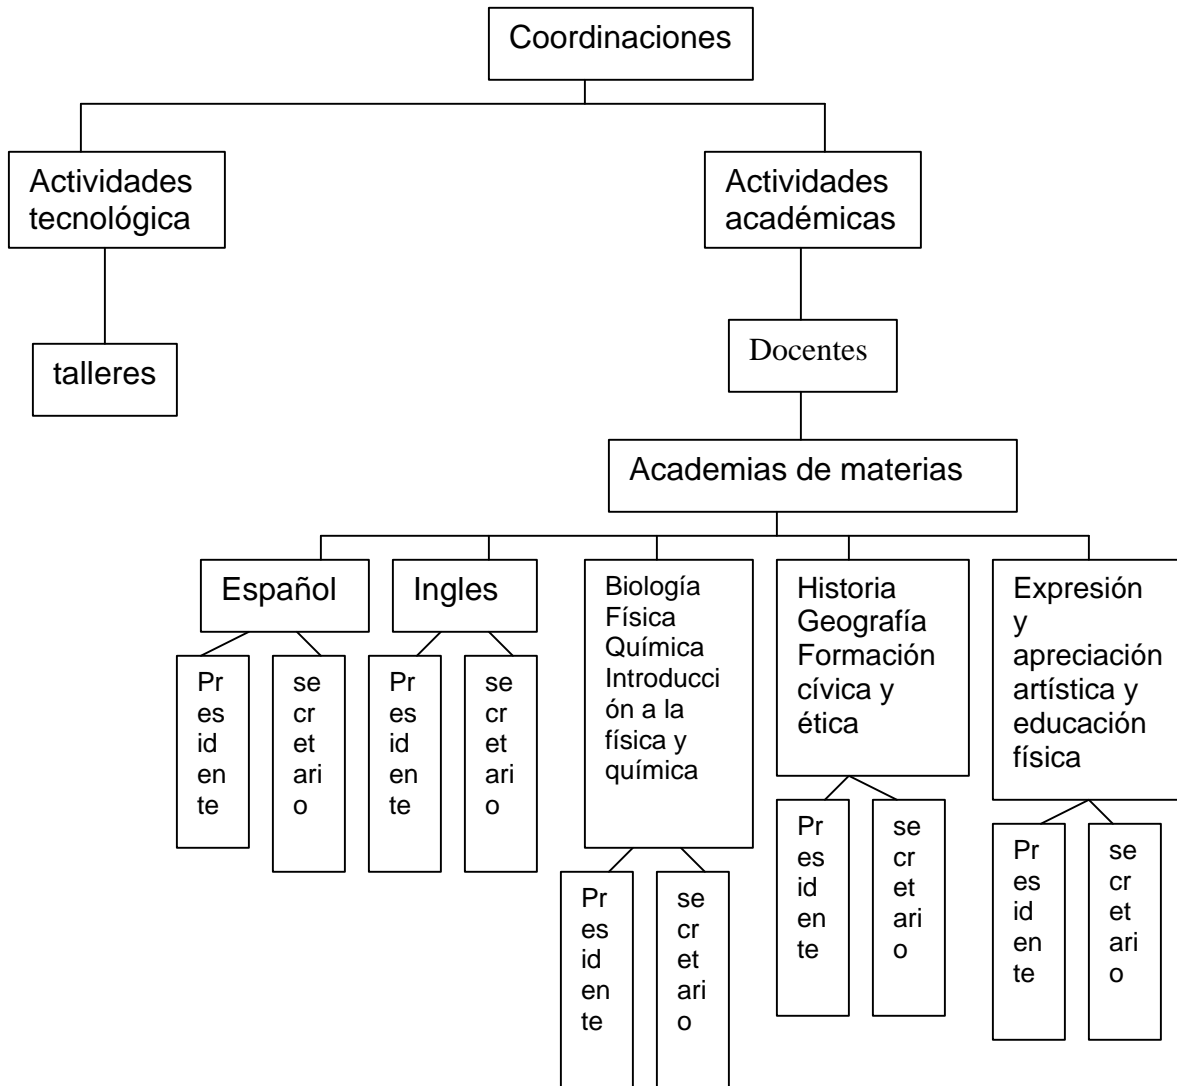 Coordinaciones
Actividades
tecnológica
Actividades
académicas
talleres
Docentes
Academias de materias
Español
Ingles
Biología
Física
Química
Introducci
ón a la
física y
química
Historia
Geografía
Formación
cívica y
ética
Expresión
y
apreciación
artística y
educación
física
Pr
es
id
en
te
se
cr
et
ari
o
Pr
es
id
en
te
se
cr
et
ari
o
Pr
es
id
en
te
se
cr
et
ari
o
Pr
es
id
en
te
se
cr
et
ari
o
Pr
es
id
en
te
se
cr
et
ari
o